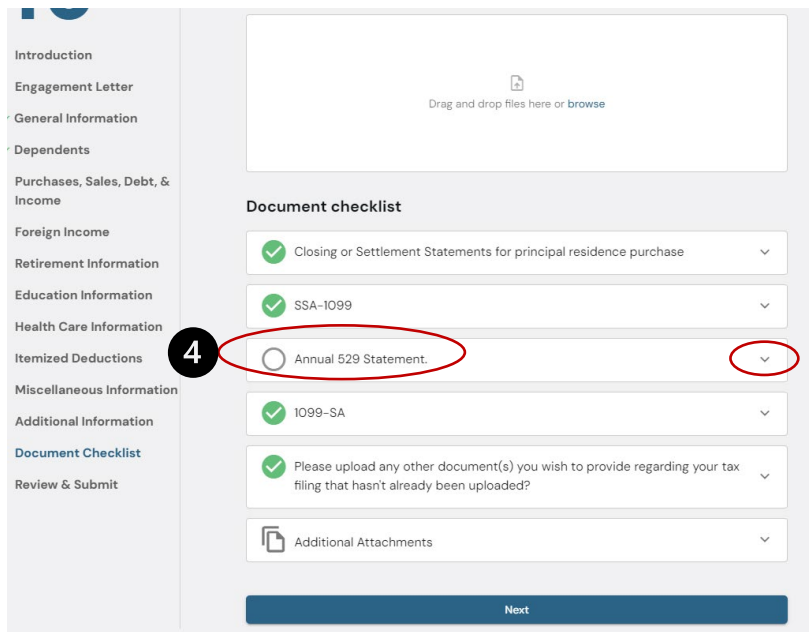 Introduction
Engagement Letter
General Information
Dependents
Purchases, Sales, Debt, &
Income
Foreign Income
Retirement Information
Education Information
Health Care Information
Itemized Deductions
Miscellaneous Information
Additional Information
Document Checklist
Review & Submit
Drag and drop files here or browse
Document checklist
Closing or Settlement Statements for principal residence purchase
SSA-1099
4
Annual 529 Statement.
1099-SA
Please upload any other document(s) you wish to provide regarding your tax
filing that hasn't already been uploaded?
Additional Attachments
Next